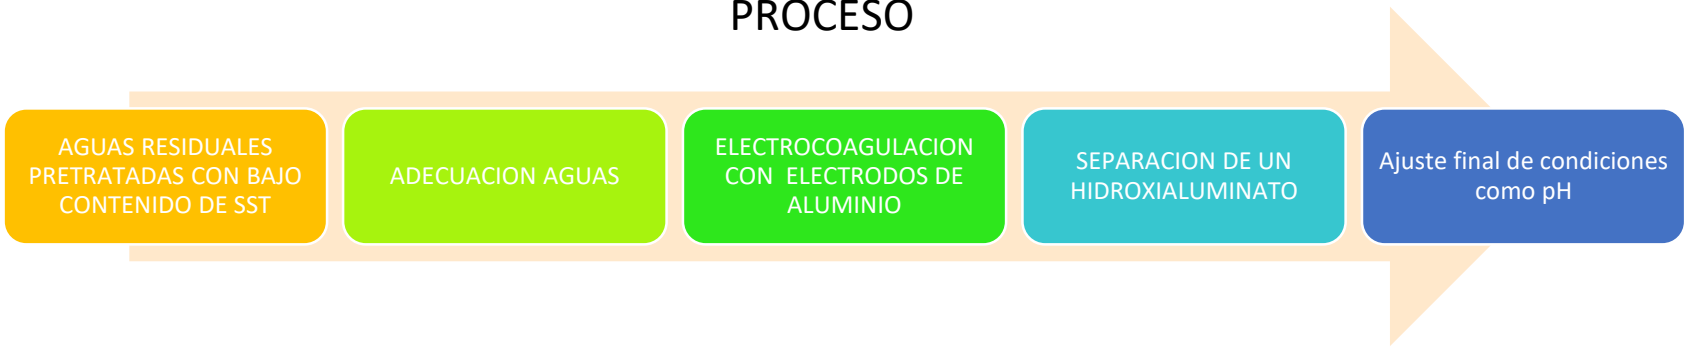 PROCESO
AGUAS RESIDUALES
PRETRATADAS CON BAJO
CONTENIDO DE SST
ADECUACION AGUAS
ELECTROCOAGULACION
CON ELECTRODOS DE
ALUMINIO
SEPARACION DE UN
HIDROXIALUMINATO
Ajuste final de condiciones
como pH